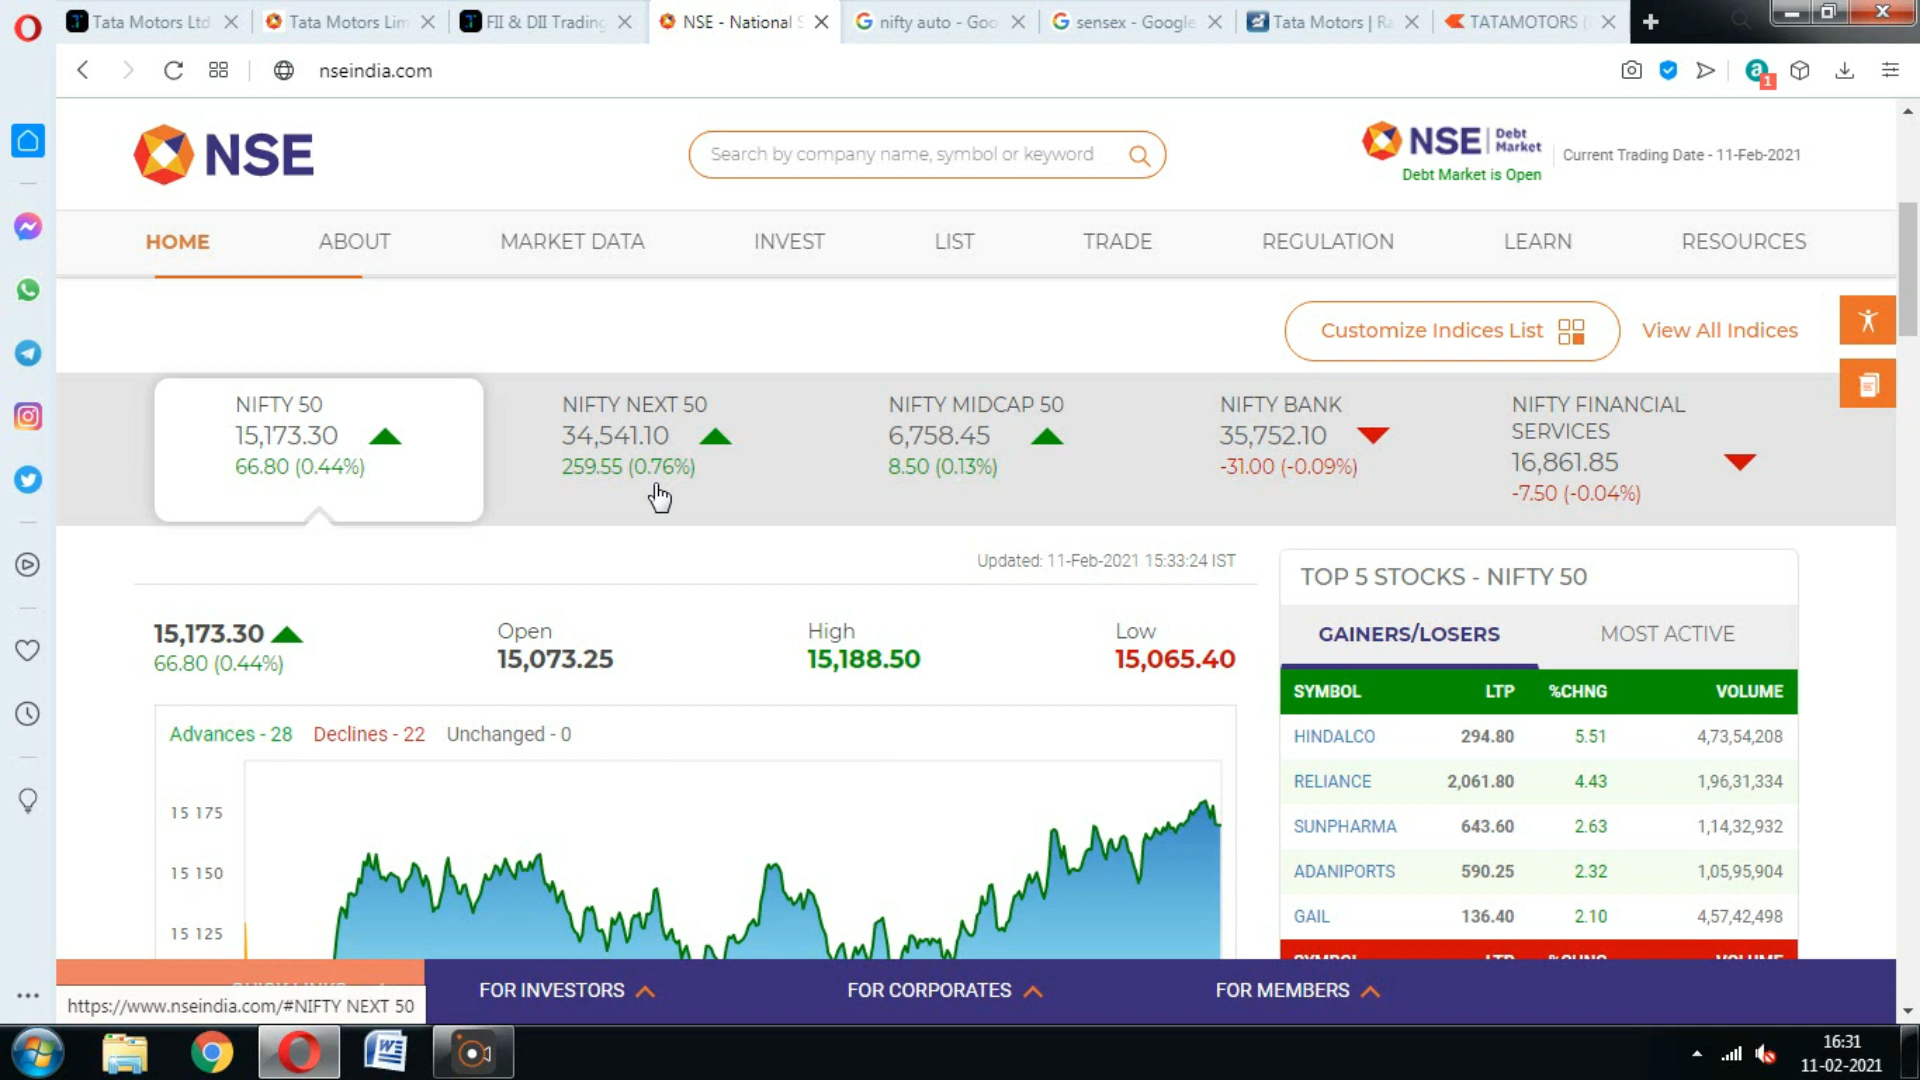 Tata Motors Ltd
Tata Motors Lim
FII & DII Trading
NSE - National S
nifty auto - Goo
sensex - Google
Tata Motors | Ra
TATAMOTORS (
nseindia.com
1
NSE
Search by company name, symbol or keyword
NSE Debt Market
Debt Market is Open
Current Trading Date - 11-Feb-2021
HOME ABOUT MARKET DATA INVEST LIST TRADE REGULATION LEARN RESOURCES
Customize Indices List
View All Indices
NIFTY 50
15,173.30
66.80 (0.44%)
NIFTY NEXT 50
34,541.10
259.55 (0.76%)
NIFTY MIDCAP 50
6,758.45
8.50 (0.13%)
NIFTY BANK
35,752.10
-31.00 (-0.09%)
NIFTY FINANCIAL
SERVICES
16,861.85
-7.50 (-0.04%)
Updated: 11-Feb-2021 15:33:24 IST
15,173.30
66.80 (0.44%)
Open
15,073.25
High
15,188.50
Low
15,065.40
Advances - 28 Declines - 22 Unchanged - 0
15 175
15 150
15 125
TOP 5 STOCKS - NIFTY 50
GAINERS/LOSERS MOST ACTIVE
SYMBOL LTP %CHNG VOLUME
HINDALCO 294.80 5.51 4,73,54,208
RELIANCE 2,061.80 4.43 1,96,31,334
SUNPHARMA 643.60 2.63 1,14,32,932
ADANIPORTS 590.25 2.32 1,05,95,904
GAIL 136.40 2.10 4,57,42,498
SYMBOL LTP %CHNG VOLUME
FOR INVESTORS FOR CORPORATES FOR MEMBERS
https://www.nseindia.com/#NIFTY NEXT 50
16:31
11-02-2021